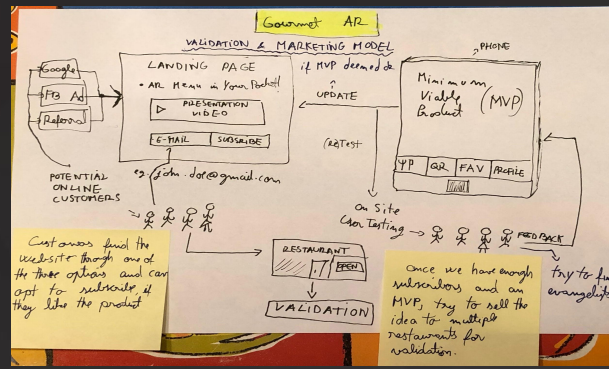 Gourmet AR
VALIDATION & MARKETING MODEL
Google
FB Ad
Referral
POTENTIAL
ONLINE
CUSTOMERS
LANDING PAGE
• AR Menu in Your Pocket!
PRESENTATION
VIDEO
E-MAIL SUBSRIBE
eg. john.doe@gmail.com
if MVP deemed ok
UPDATE
(re)Test
PHONE
Minimum
Viable
Product
(MVP)
QR FAV PROFILE
On Site
User Testing
FEEDBACK
try to
evangelists
RESTAURANT
OPEN
VALIDATION
Customers find the
website through one of
the three options and can
opt to subscribe, if
they like the product
Once we have enough
subscribers and an
MVP, try to sell the
idea to multiple
restaurants for
validation.